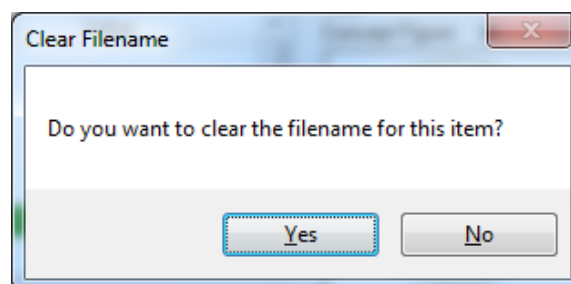 Clear Filename
Do you want to clear the filename for this item?
Yes
No